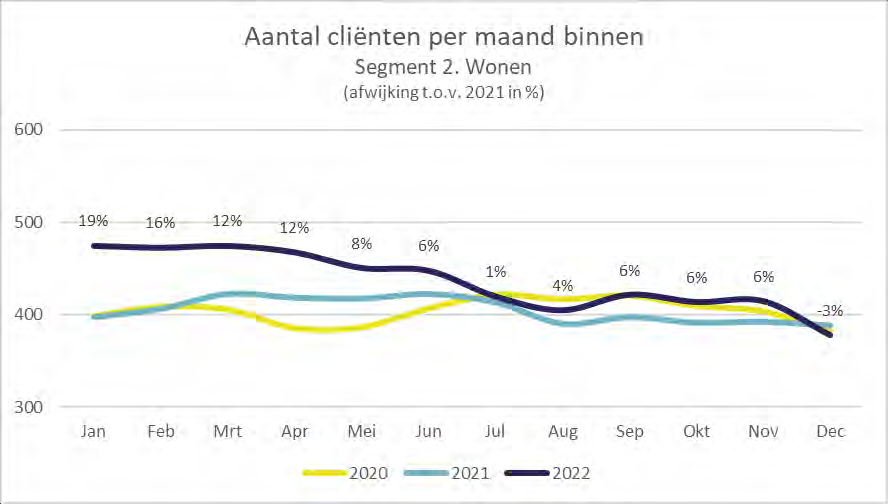 Aantal cliënten per maand binnen
Segment 2. Wonen
(afwijking t.o.v. 2021 in %)
600
500
400
300
19% 16% 12% 12% 8% 6% 1% 4% 6% 6% 6% -3%
Jan Feb Mrt Apr Mei Jun Jul Aug Sep Okt Nov Dec
2020 2021 2022